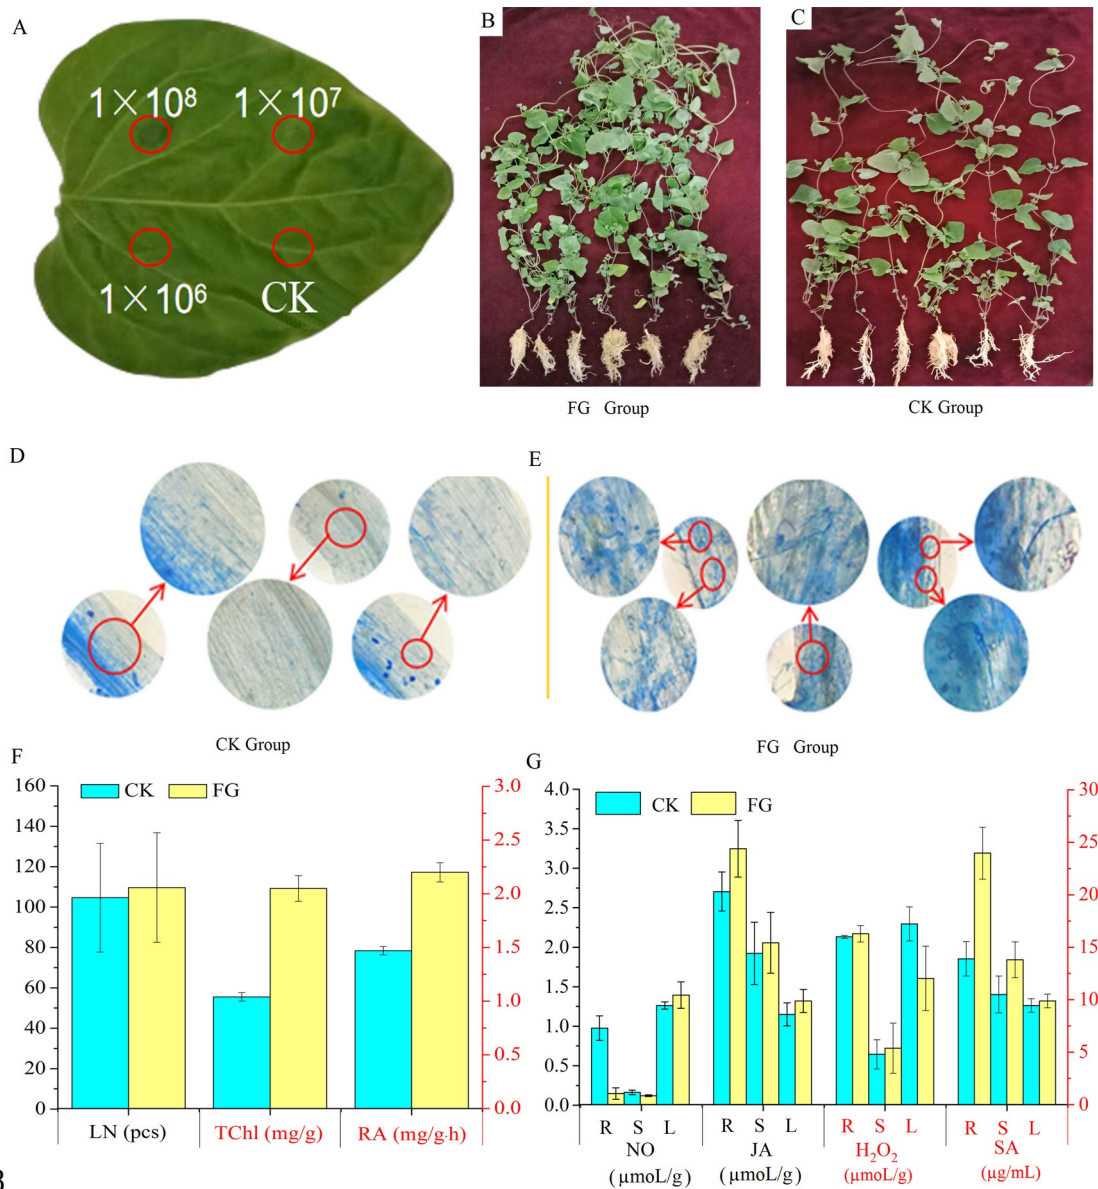 A
1×10⁸ 1×10⁷
1×10⁶ CK
B
FG Group
C
CK Group
D
CK Group
E
FG Group
F
CK FG
160
140
120
100
80
60
40
20
0
3.0
2.5
2.0
1.5
1.0
0.5
0.0
LN (pcs) TChl (mg/g) RA (mg/g·h)
G
CK FG
4.0
3.5
3.0
2.5
2.0
1.5
1.0
0.5
0.0
30
25
20
15
10
5
0
R S L R S L R S L R S L
NO JA H₂O₂ SA
(μmoL/g) (μmoL/g) (μmoL/g) (μg/mL)